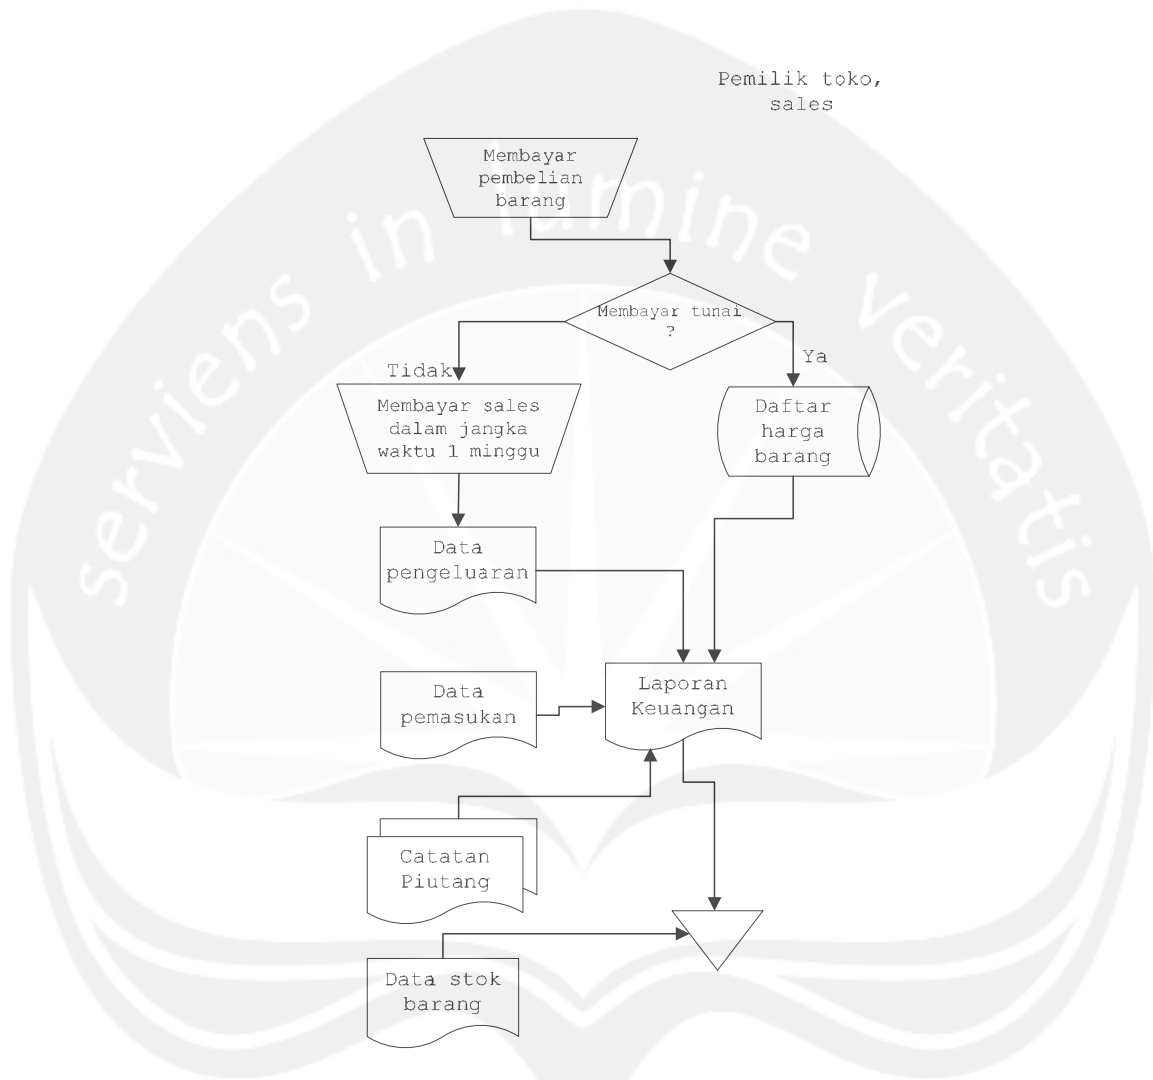 Pemilik toko,
sales
Membayar
pembelian
barang
serviens in lumine veritatis
Membayar tunai
?
Tidak
Ya
Membayar sales
dalam jangka
waktu 1 minggu
Daftar
harga
barang
Data
pengeluaran
Data
pemasukan
Laporan
Keuangan
Catatan
Piutang
Data stok
barang